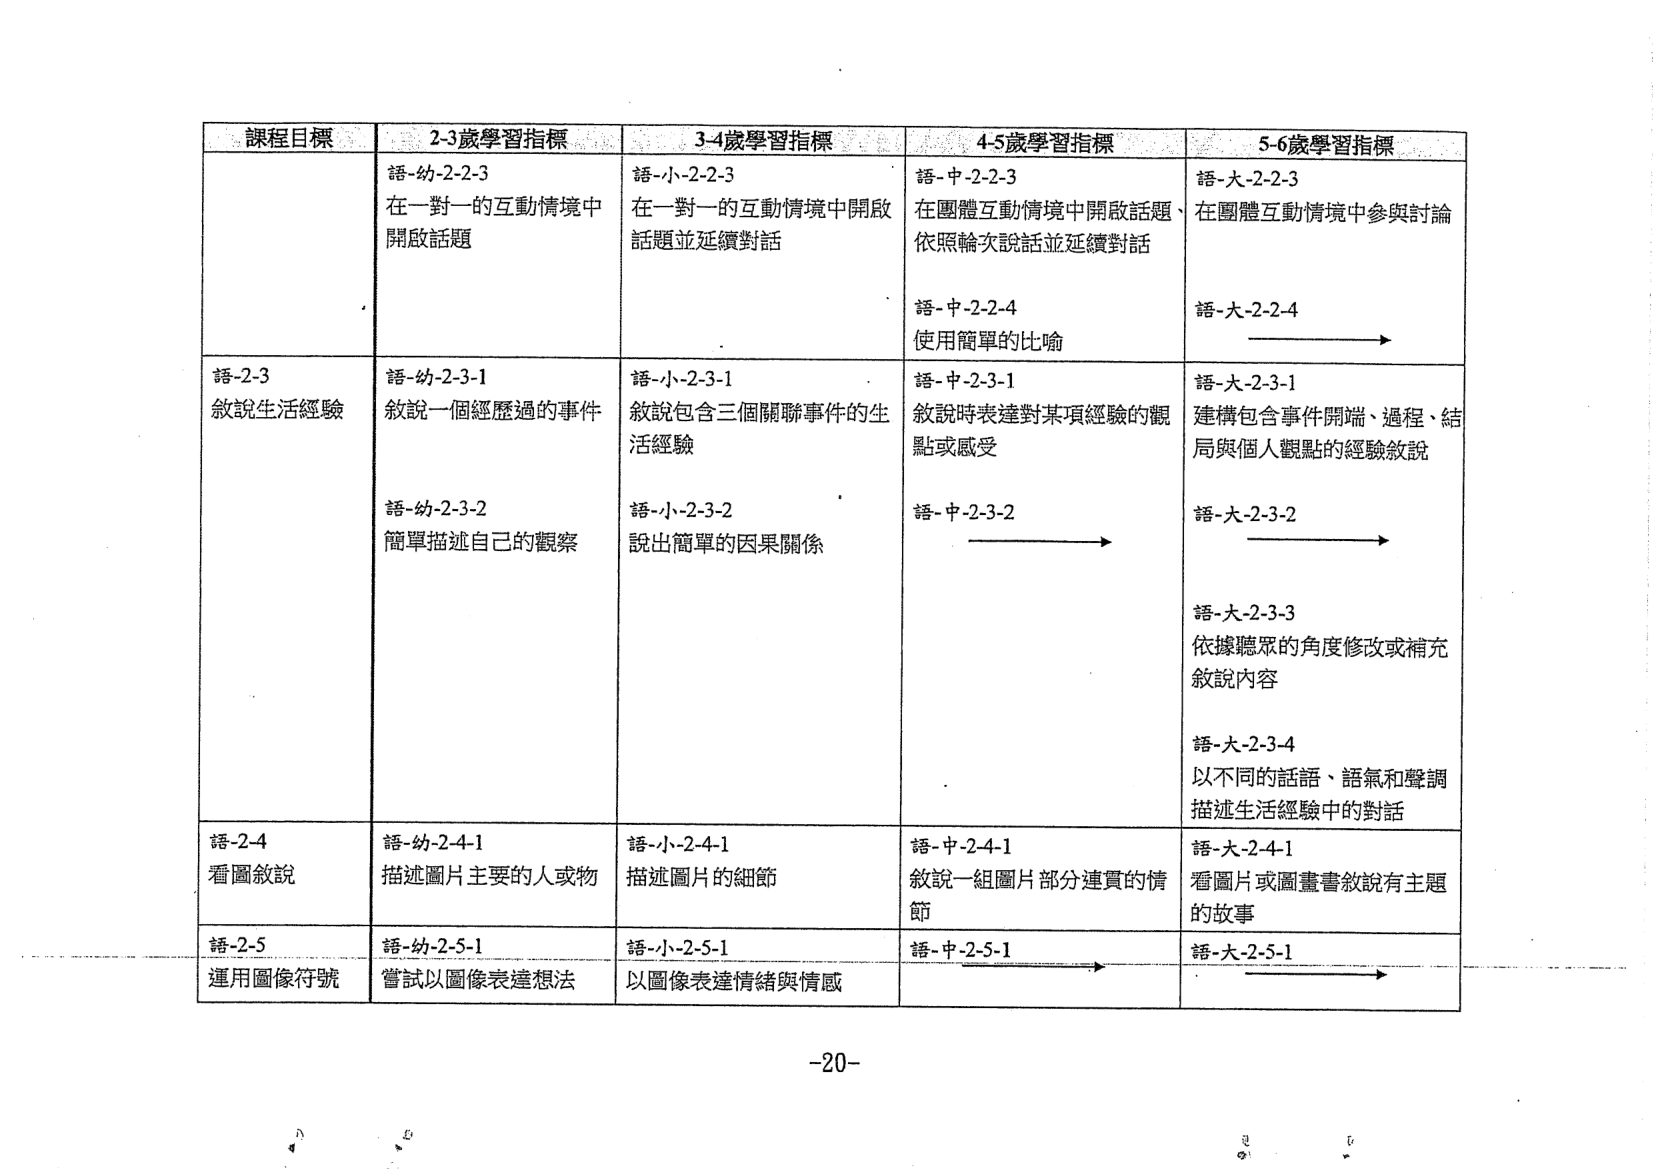 課程目標 2-3歲學習指標 3-4歲學習指標 4-5歲學習指標 5-6歲學習指標
語-幼-2-2-3
在一對一的互動情境中
開啟話題
語-小-2-2-3
在一對一的互動情境中開啟
話題並延續對話
語-中-2-2-3
在團體互動情境中開啟話題、
依照輪次說話並延續對話
語-中-2-2-4
使用簡單的比喻
語-大-2-2-3
在團體互動情境中參與討論
語-大-2-2-4
語-2-3
敘說生活經驗
語-幼-2-3-1
敘說一個經歷過的事件
語-幼-2-3-2
簡單描述自己的觀察
語-小-2-3-1
敘說包含三個關聯事件的生
活經驗
語-小-2-3-2
說出簡單的因果關係
語-中-2-3-1
敘說時表達對某項經驗的觀
點或感受
語-中-2-3-2
語-大-2-3-1
建構包含事件開端、過程、結
局與個人觀點的經驗敘說
語-大-2-3-2
語-大-2-3-3
依據聽眾的角度修改或補充
敘說內容
語-大-2-3-4
以不同的話語、語氣和聲調
描述生活經驗中的對話
語-2-4
看圖敘說
語-幼-2-4-1
描述圖片主要的人或物
語-小-2-4-1
描述圖片的細節
語-中-2-4-1
敘說一組圖片部分連貫的情
節
語-大-2-4-1
看圖片或圖畫書敘說有主題
的故事
語-2-5
運用圖像符號
語-幼-2-5-1
嘗試以圖像表達想法
語-小-2-5-1
以圖像表達情緒與情感
語-中-2-5-1
語-大-2-5-1
-20-